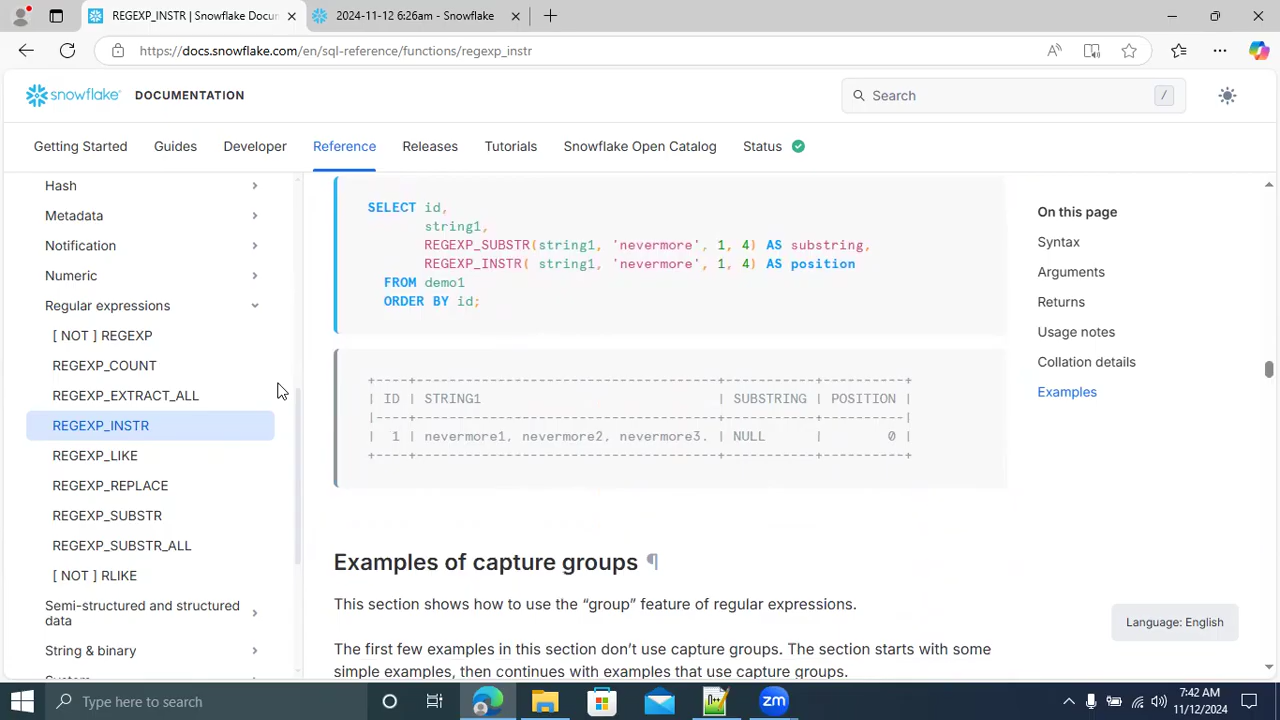 REGEXP_INSTR | Snowflake Docu
2024-11-12 6:26am - Snowflake
https://docs.snowflake.com/en/sql-reference/functions/regexp_instr
snowflake DOCUMENTATION
Search
/
Getting Started Guides Developer Reference Releases Tutorials Snowflake Open Catalog Status
Hash
Metadata
Notification
Numeric
Regular expressions
[ NOT ] REGEXP
REGEXP_COUNT
REGEXP_EXTRACT_ALL
REGEXP_INSTR
REGEXP_LIKE
REGEXP_REPLACE
REGEXP_SUBSTR
REGEXP_SUBSTR_ALL
[ NOT ] RLIKE
Semi-structured and structured
data
String & binary
SELECT id,
string1,
REGEXP_SUBSTR(string1, 'nevermore', 1, 4) AS substring,
REGEXP_INSTR( string1, 'nevermore', 1, 4) AS position
FROM demo1
ORDER BY id;
+----+-------------------------------------+-----------+----------+
| ID | STRING1 | SUBSTRING | POSITION |
|----+-------------------------------------+-----------+----------|
| 1 | nevermore1, nevermore2, nevermore3. | NULL | 0 |
+----+-------------------------------------+-----------+----------+
Examples of capture groups ¶
This section shows how to use the “group” feature of regular expressions.
The first few examples in this section don’t use capture groups. The section starts with some
simple examples, then continues with examples that use capture groups.
On this page
Syntax
Arguments
Returns
Usage notes
Collation details
Examples
Language: English
Type here to search
zm
7:42 AM
11/12/2024